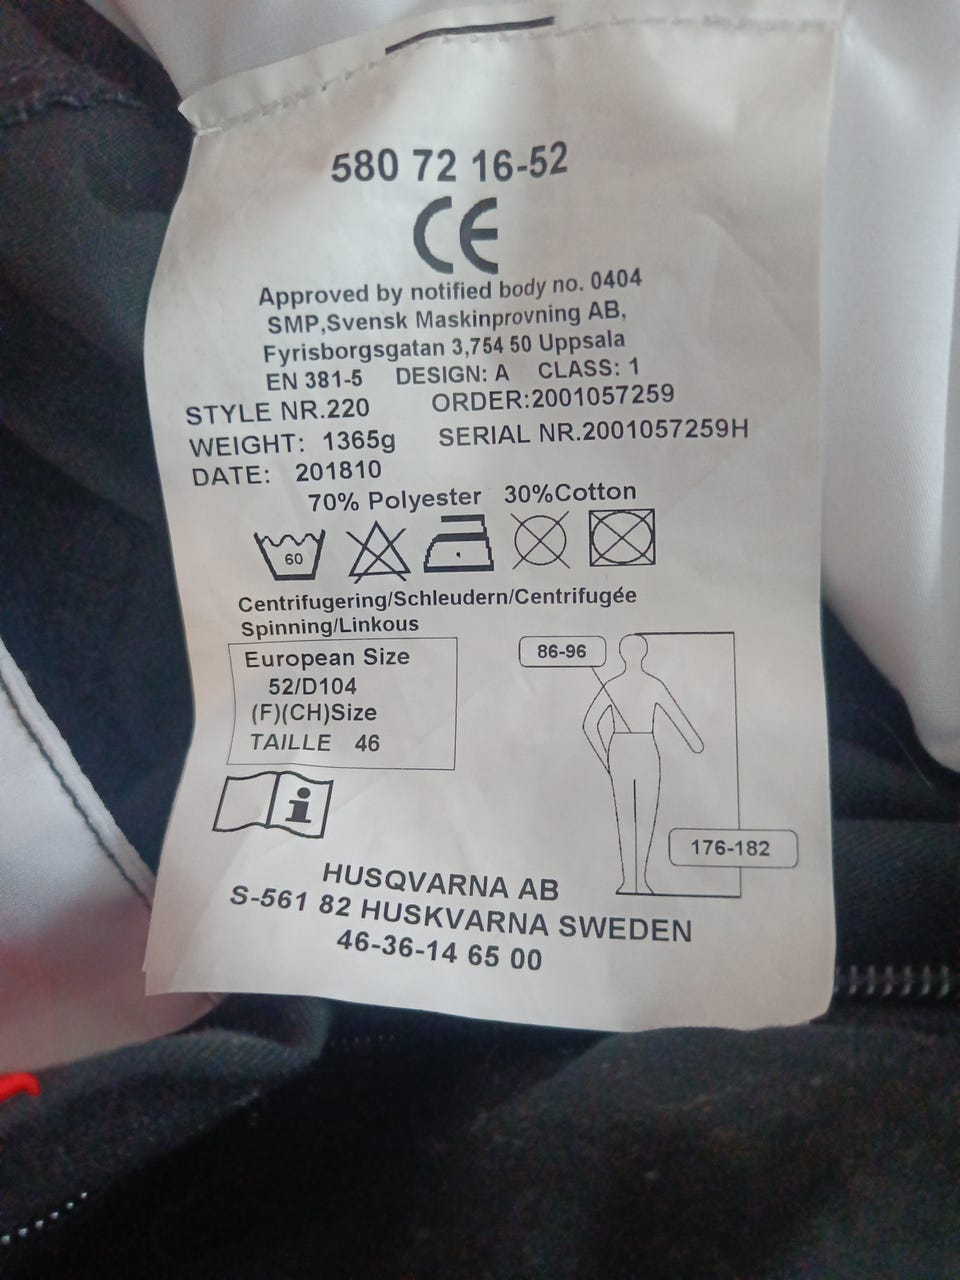 580 72 16-52
CE
Approved by notified body no. 0404
SMP,Svensk Maskinprovning AB,
Fyrisborgsgatan 3,754 50 Uppsala
EN 381-5 DESIGN: A CLASS: 1
STYLE NR.220 ORDER:2001057259
WEIGHT: 1365g SERIAL NR.2001057259H
DATE: 201810
70% Polyester 30%Cotton
60
Centrifugering/Schleudern/Centrifugée
Spinning/Linkous
European Size
52/D104
(F)(CH)Size
TAILLE 46
86-96
176-182
i
HUSQVARNA AB
S-561 82 HUSKVARNA SWEDEN
46-36-14 65 00